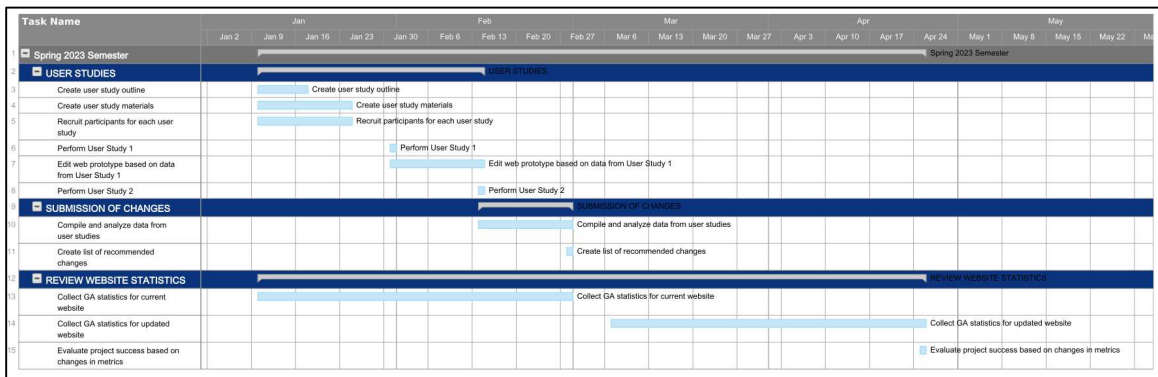 Task Name
Jan Feb Mar Apr May
Jan 2 Jan 9 Jan 16 Jan 23 Jan 30 Feb 6 Feb 13 Feb 20 Feb 27 Mar 6 Mar 13 Mar 20 Mar 27 Apr 3 Apr 10 Apr 17 Apr 24 May 1 May 8 May 15 May 22
1 Spring 2023 Semester Spring 2023 Semester
2 USER STUDIES USER STUDIES
3 Create user study outline Create user study outline
4 Create user study materials Create user study materials
5 Recruit participants for each user Recruit participants for each user study
study
6 Perform User Study 1 Perform User Study 1
7 Edit web prototype based on data Edit web prototype based on data from User Study 1
from User Study 1
8 Perform User Study 2 Perform User Study 2
9 SUBMISSION OF CHANGES SUBMISSION OF CHANGES
10 Compile and analyze data from Compile and analyze data from user studies
user studies
11 Create list of recommended Create list of recommended changes
changes
12 REVIEW WEBSITE STATISTICS REVIEW WEBSITE STATISTICS
13 Collect GA statistics for current Collect GA statistics for current website
website
14 Collect GA statistics for updated Collect GA statistics for updated website
website
15 Evaluate project success based on Evaluate project success based on changes in metrics
changes in metrics